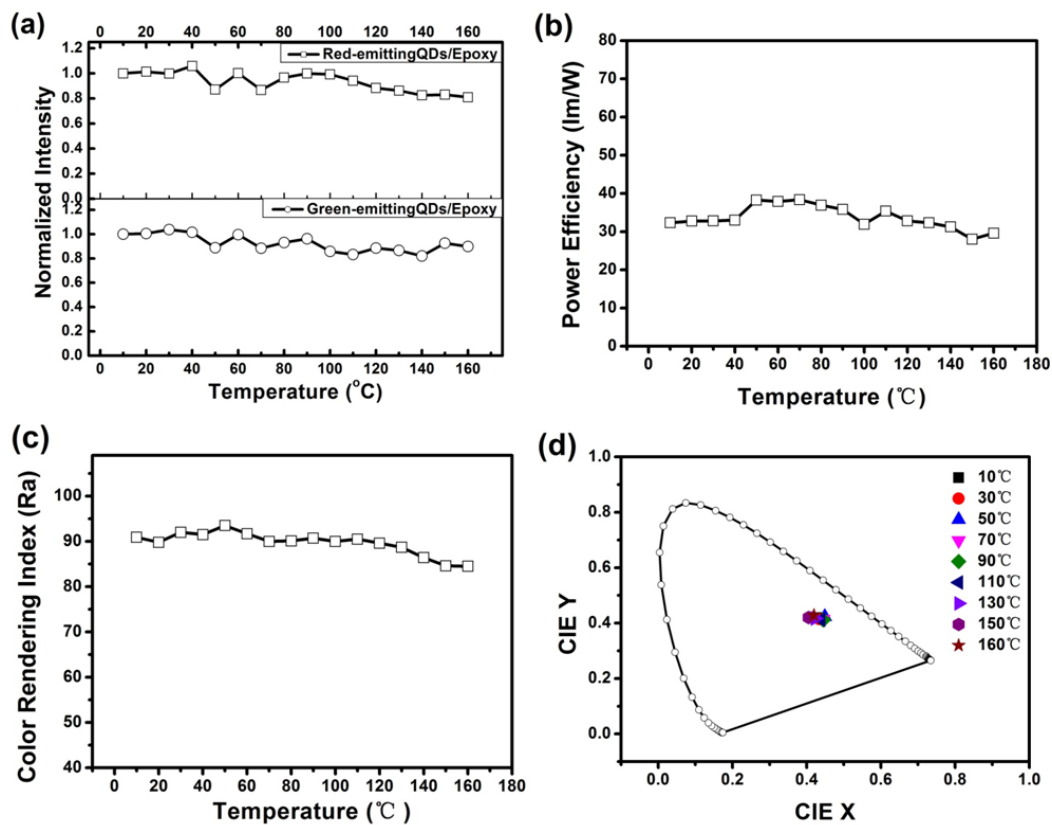 (a)
0 20 40 60 80 100 120 140 160
Red-emittingQDs/Epoxy
1.2
1.0
0.8
0.6
0.4
0.2
0.0
Green-emittingQDs/Epoxy
1.2
1.0
0.8
0.6
0.4
0.2
0.0
Normalized Intensity
0 20 40 60 80 100 120 140 160
Temperature (°C)
(b)
80
70
60
50
40
30
20
10
0
Power Efficiency (lm/W)
0 20 40 60 80 100 120 140 160 180
Temperature (℃)
(c)
100
90
80
70
60
50
40
Color Rendering Index (Ra)
0 20 40 60 80 100 120 140 160 180
Temperature (℃)
(d)
1.0
0.8
0.6
0.4
0.2
0.0
CIE Y
10℃
30℃
50℃
70℃
90℃
110℃
130℃
150℃
160℃
0.0 0.2 0.4 0.6 0.8 1.0
CIE X